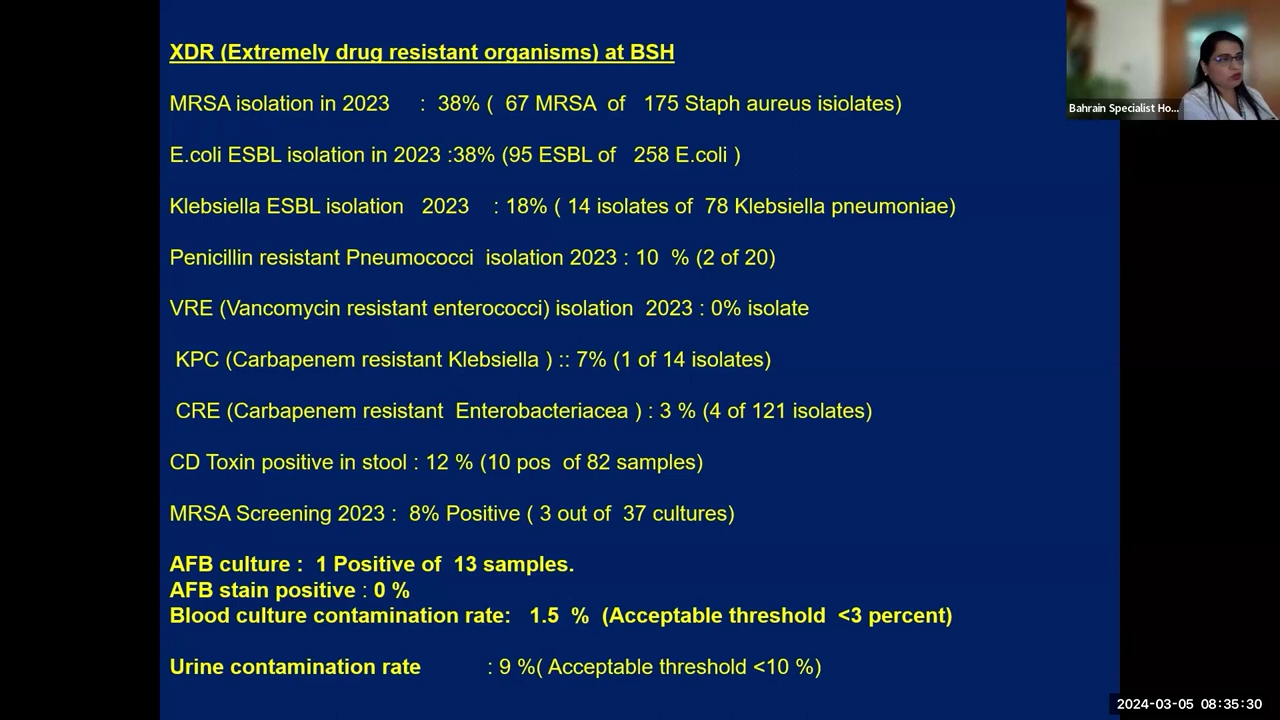 XDR (Extremely drug resistant organisms) at BSH
MRSA isolation in 2023 : 38% ( 67 MRSA of 175 Staph aureus isiolates)
E.coli ESBL isolation in 2023 :38% (95 ESBL of 258 E.coli )
Klebsiella ESBL isolation 2023 : 18% ( 14 isolates of 78 Klebsiella pneumoniae)
Penicillin resistant Pneumococci isolation 2023 : 10 % (2 of 20)
VRE (Vancomycin resistant enterococci) isolation 2023 : 0% isolate
KPC (Carbapenem resistant Klebsiella ) :: 7% (1 of 14 isolates)
CRE (Carbapenem resistant Enterobacteriacea ) : 3 % (4 of 121 isolates)
CD Toxin positive in stool : 12 % (10 pos of 82 samples)
MRSA Screening 2023 : 8% Positive ( 3 out of 37 cultures)
AFB culture : 1 Positive of 13 samples.
AFB stain positive : 0 %
Blood culture contamination rate: 1.5 % (Acceptable threshold <3 percent)
Urine contamination rate : 9 %( Acceptable threshold <10 %)
Bahrain Specialist Ho...
2024-03-05 08:35:30